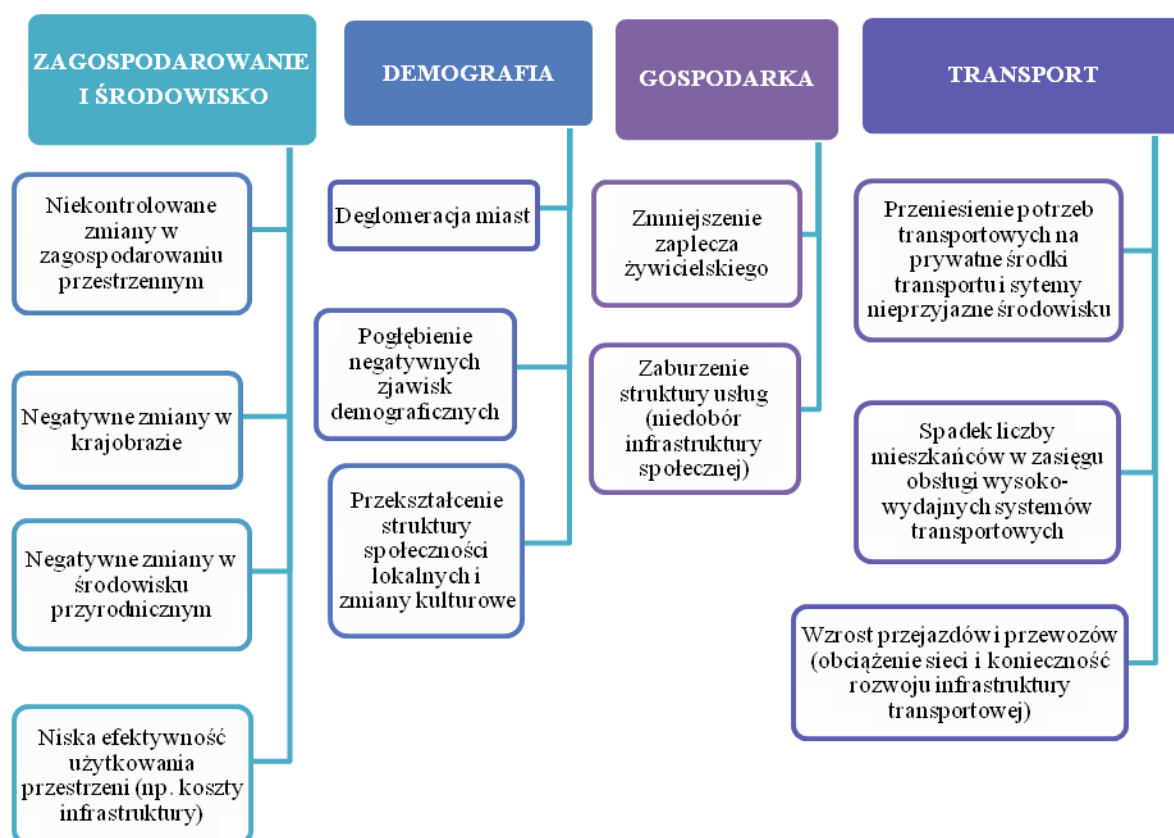 ZAGOSPODAROWANIE
I ŚRODOWISKO
Niekontrolowane
zmiany w
zagospodarowaniu
przestrzennym
Negatywne zmiany w
krajobrazie
Negatywne zmiany w
środowisku
przyrodnicznym
Niska efektywność
użytkowania
przestrzeni (np. koszty
infrastruktury)
DEMOGRAFIA
Deglomeracja miast
Pogłębienie
negatywnych
zjawisk
demograficznych
Przekształcenie
struktury
społeczności
lokalnych i
zmiany kulturowe
GOSPODARKA
Zmniejszenie
zaplecza
żywicielskiego
Zaburzenie
struktury usług
(niedobór
infrastruktury
społecznej)
TRANSPORT
Przeniesienie potrzeb
transportowych na
prywatne środki
transportu i sytemy
nieprzyjazne środowisku
Spadek liczby
mieszkańców w zasięgu
obsługi wysoko-
wydajnych systemów
transportowych
Wzrost przejazdów i przewozów
(obciążenie sieci i konieczność
rozwoju infrastruktury
transportowej)